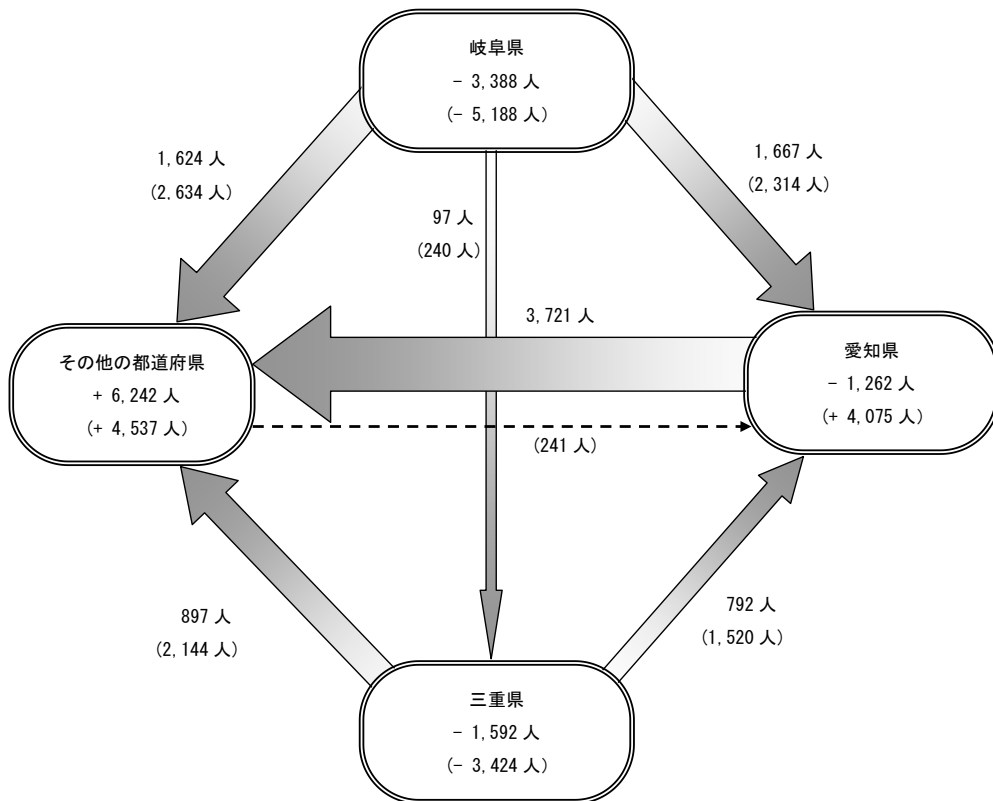 岐阜県
− 3,388 人
(− 5,188 人)
1,624 人
(2,634 人)
1,667 人
(2,314 人)
97 人
(240 人)
3,721 人
その他の都道府県
+ 6,242 人
(+ 4,537 人)
愛知県
− 1,262 人
(+ 4,075 人)
(241 人)
897 人
(2,144 人)
792 人
(1,520 人)
三重県
− 1,592 人
(− 3,424 人)